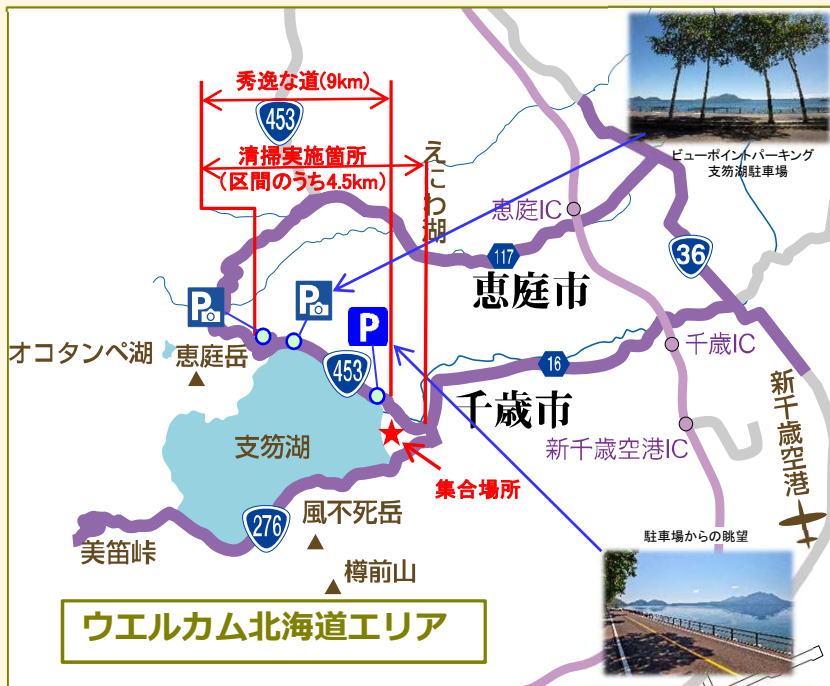 秀逸な道(9km)
453
清掃実施箇所
(区間のうち4.5km)
えこわ湖
ビューポイントパーキング
支笏湖駐車場
恵庭IC
117
恵庭市
36
P
P
P
オコタンペ湖
恵庭岳
453
16
千歳IC
千歳市
新千歳空港
支笏湖
新千歳空港IC
集合場所
276
風不死岳
美笛峠
樽前山
駐車場からの眺望
ウエルカム北海道エリア